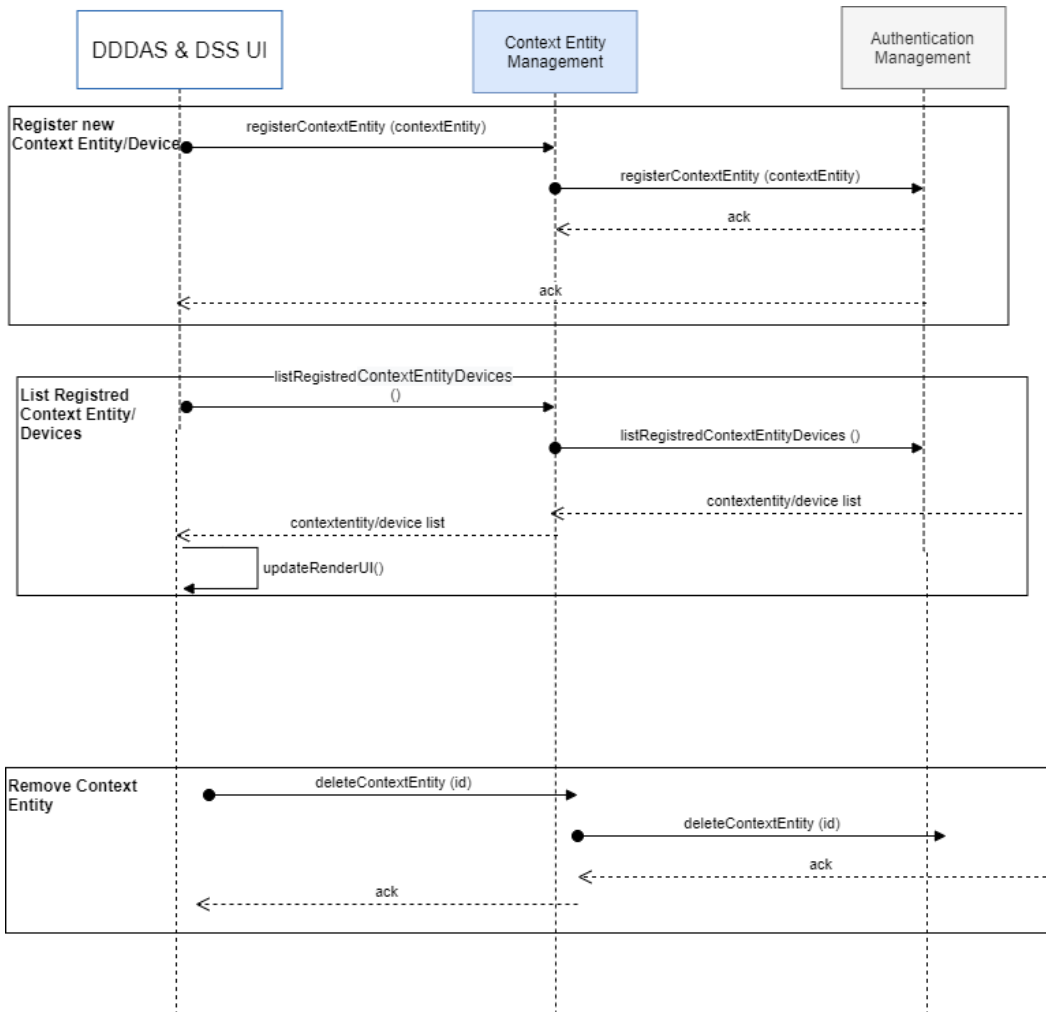 DDDAS & DSS UI
Context Entity
Management
Authentication
Management
Register new
Context Entity/Device
registerContextEntity (contextEntity)
registerContextEntity (contextEntity)
ack
ack
List Registred
Context Entity/
Devices
listRegistredContextEntityDevices
()
listRegistredContextEntityDevices ()
contextentity/device list
contextentity/device list
updateRenderUI()
Remove Context
Entity
deleteContextEntity (id)
deleteContextEntity (id)
ack
ack